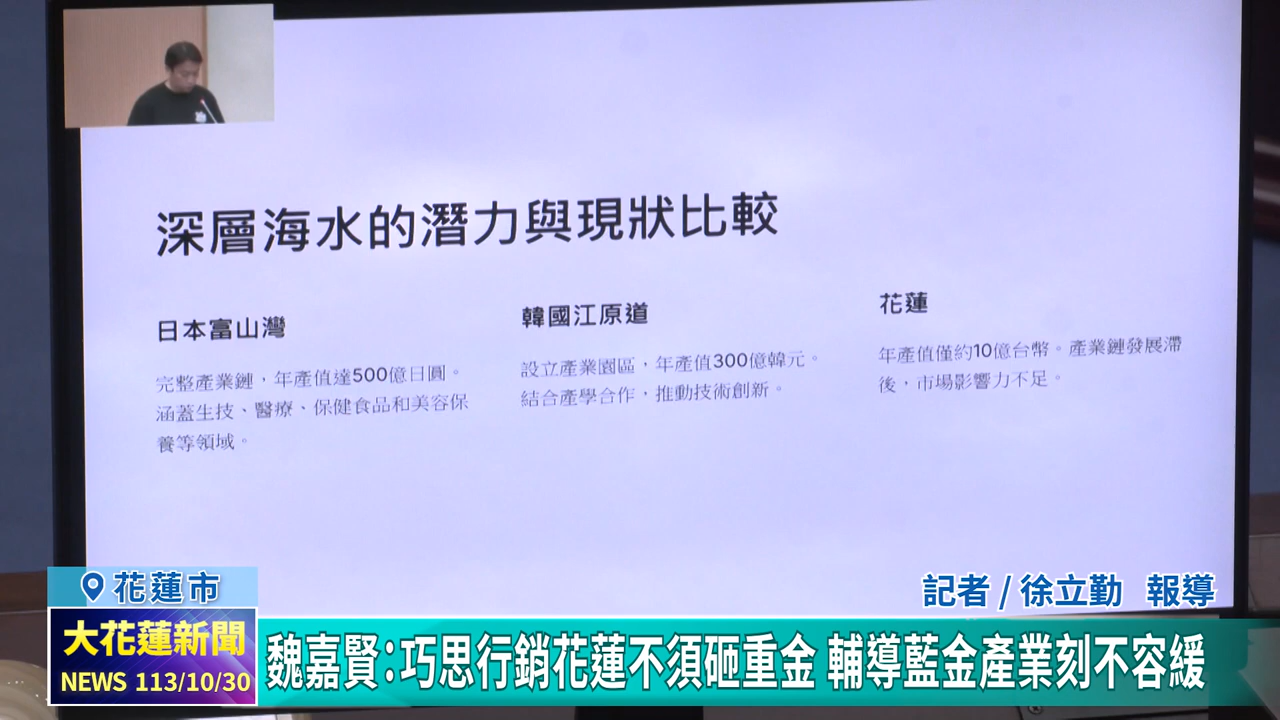 深層海水的潛力與現狀比較
日本富山灣
完整產業鏈，年產值達500億日圓。
涵蓋生技、醫療、保健食品和美容保
養等領域。
韓國江原道
設立產業園區，年產值300億韓元。
結合產學合作，推動技術創新。
花蓮
年產值僅約10億台幣。產業鏈發展滯
後，市場影響力不足。
花蓮市
記者/徐立勤 報導
大花蓮新聞
NEWS 113/10/30
魏嘉賢:巧思行銷花蓮不須砸重金 輔導藍金產業刻不容緩